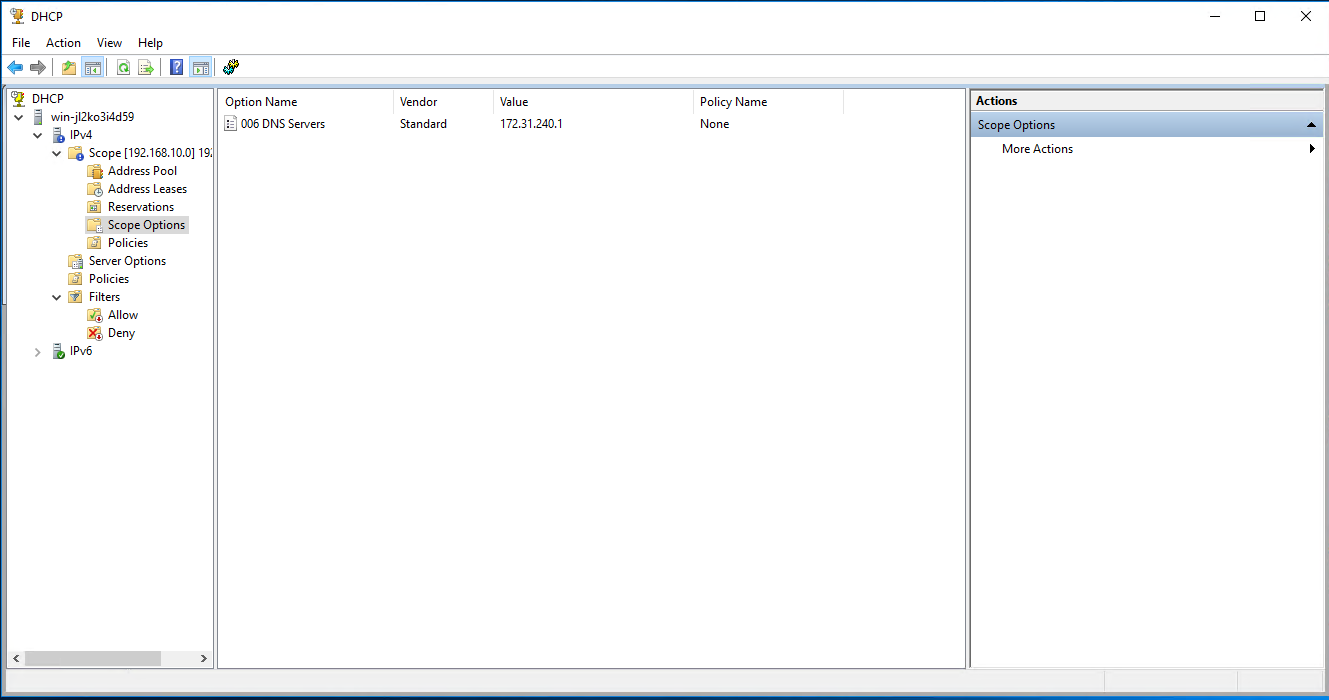 DHCP
File Action View Help
DHCP
win-jl2ko3i4d59
IPv4
Scope [192.168.10.0] 192
Address Pool
Address Leases
Reservations
Scope Options
Policies
Server Options
Policies
Filters
Allow
Deny
IPv6
Option Name Vendor Value Policy Name
006 DNS Servers Standard 172.31.240.1 None
Actions
Scope Options
More Actions